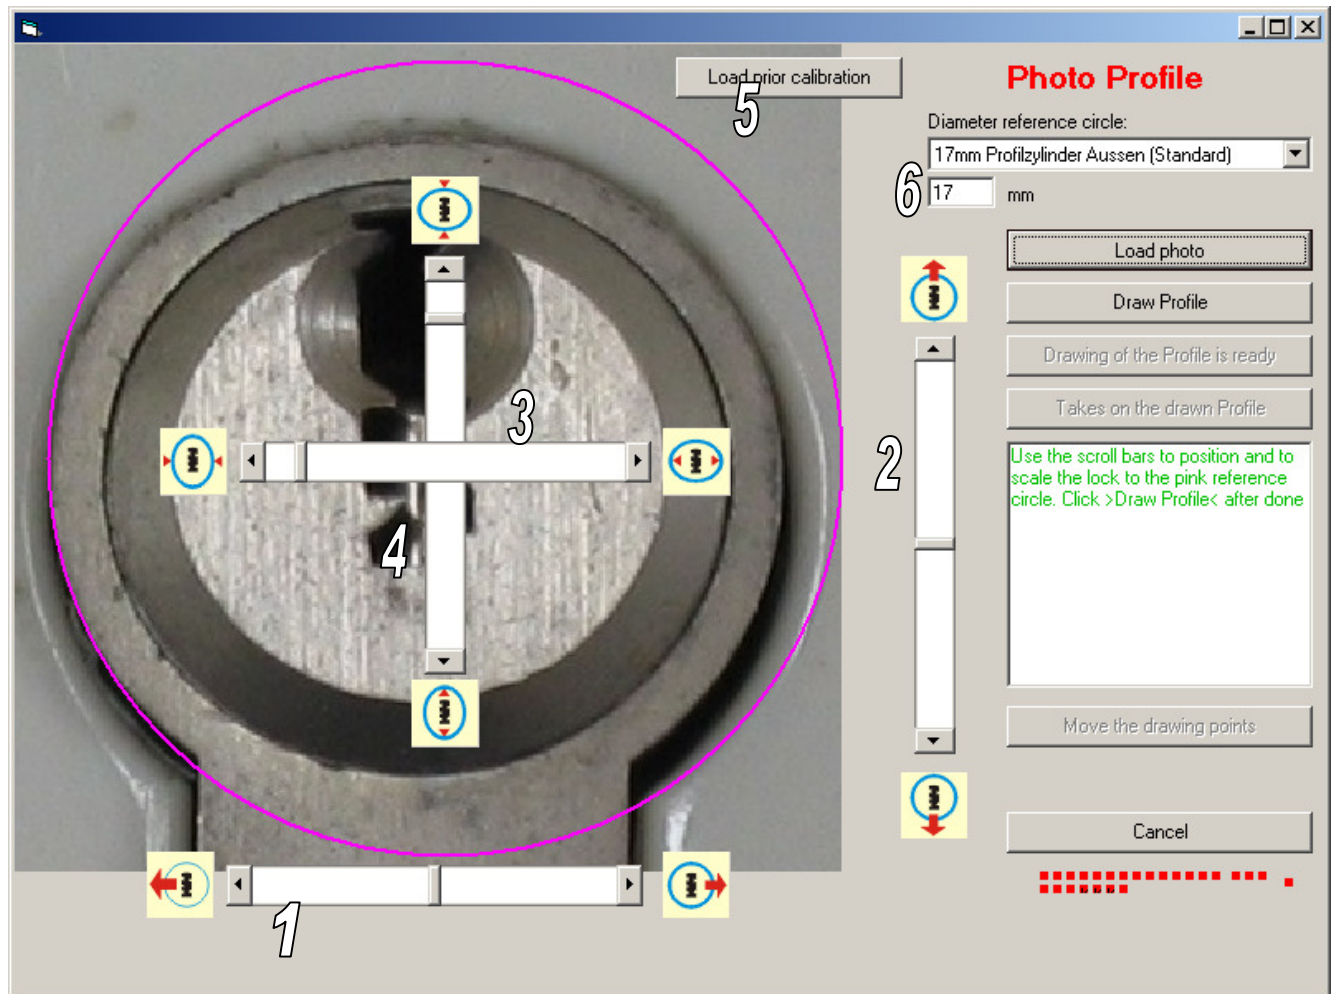 Load prior calibration
5
Photo Profile
Diameter reference circle:
17mm Profilzylinder Aussen (Standard)
6
17 mm
Load photo
Draw Profile
Drawing of the Profile is ready
Takes on the drawn Profile
3
2
4
Use the scroll bars to position and to
scale the lock to the pink reference
circle. Click >Draw Profile< after done
Move the drawing points
Cancel
1